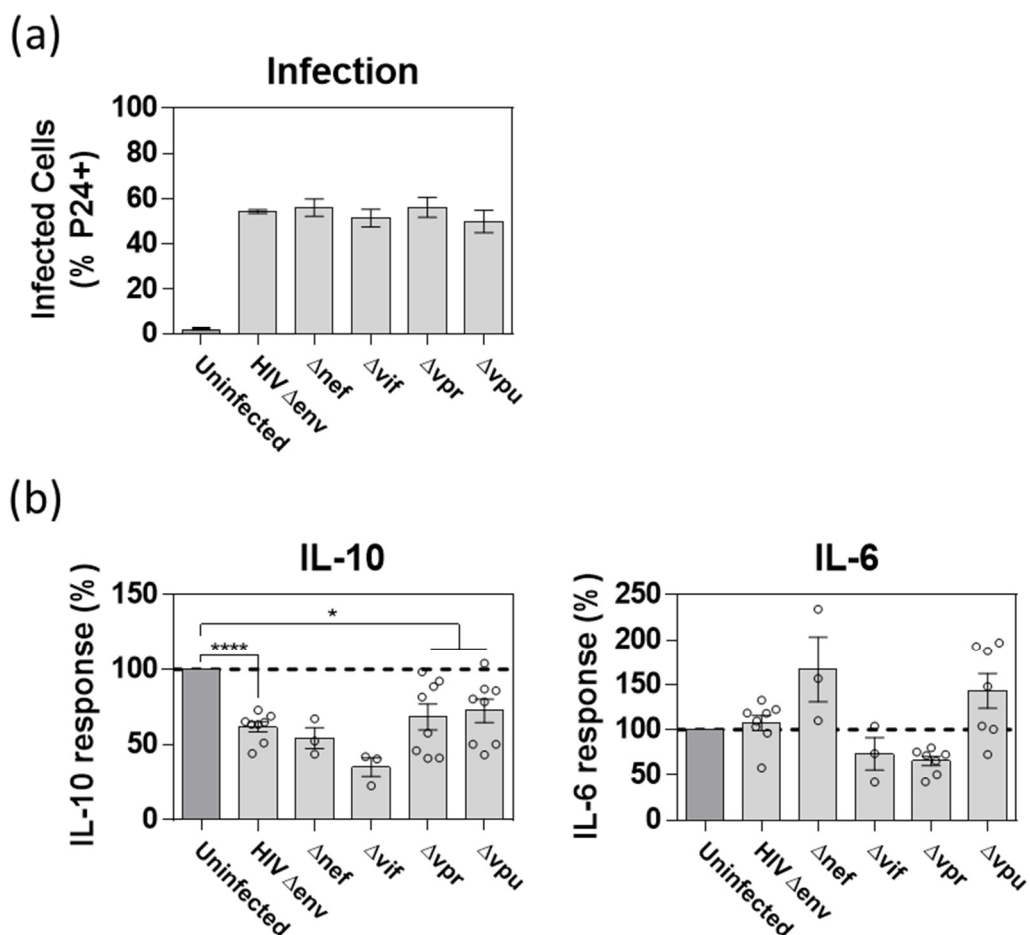 (a)
Infection
Infected Cells
(% P24+)
100
80
60
40
20
0
Uninfected
HIV Δenv
Δnef
Δvif
Δvpr
Δvpu
(b)
IL-10
IL-10 response (%)
150
100
50
0
*
****
Uninfected
HIV Δenv
Δnef
Δvif
Δvpr
Δvpu
IL-6
IL-6 response (%)
250
200
150
100
50
0
Uninfected
HIV Δenv
Δnef
Δvif
Δvpr
Δvpu